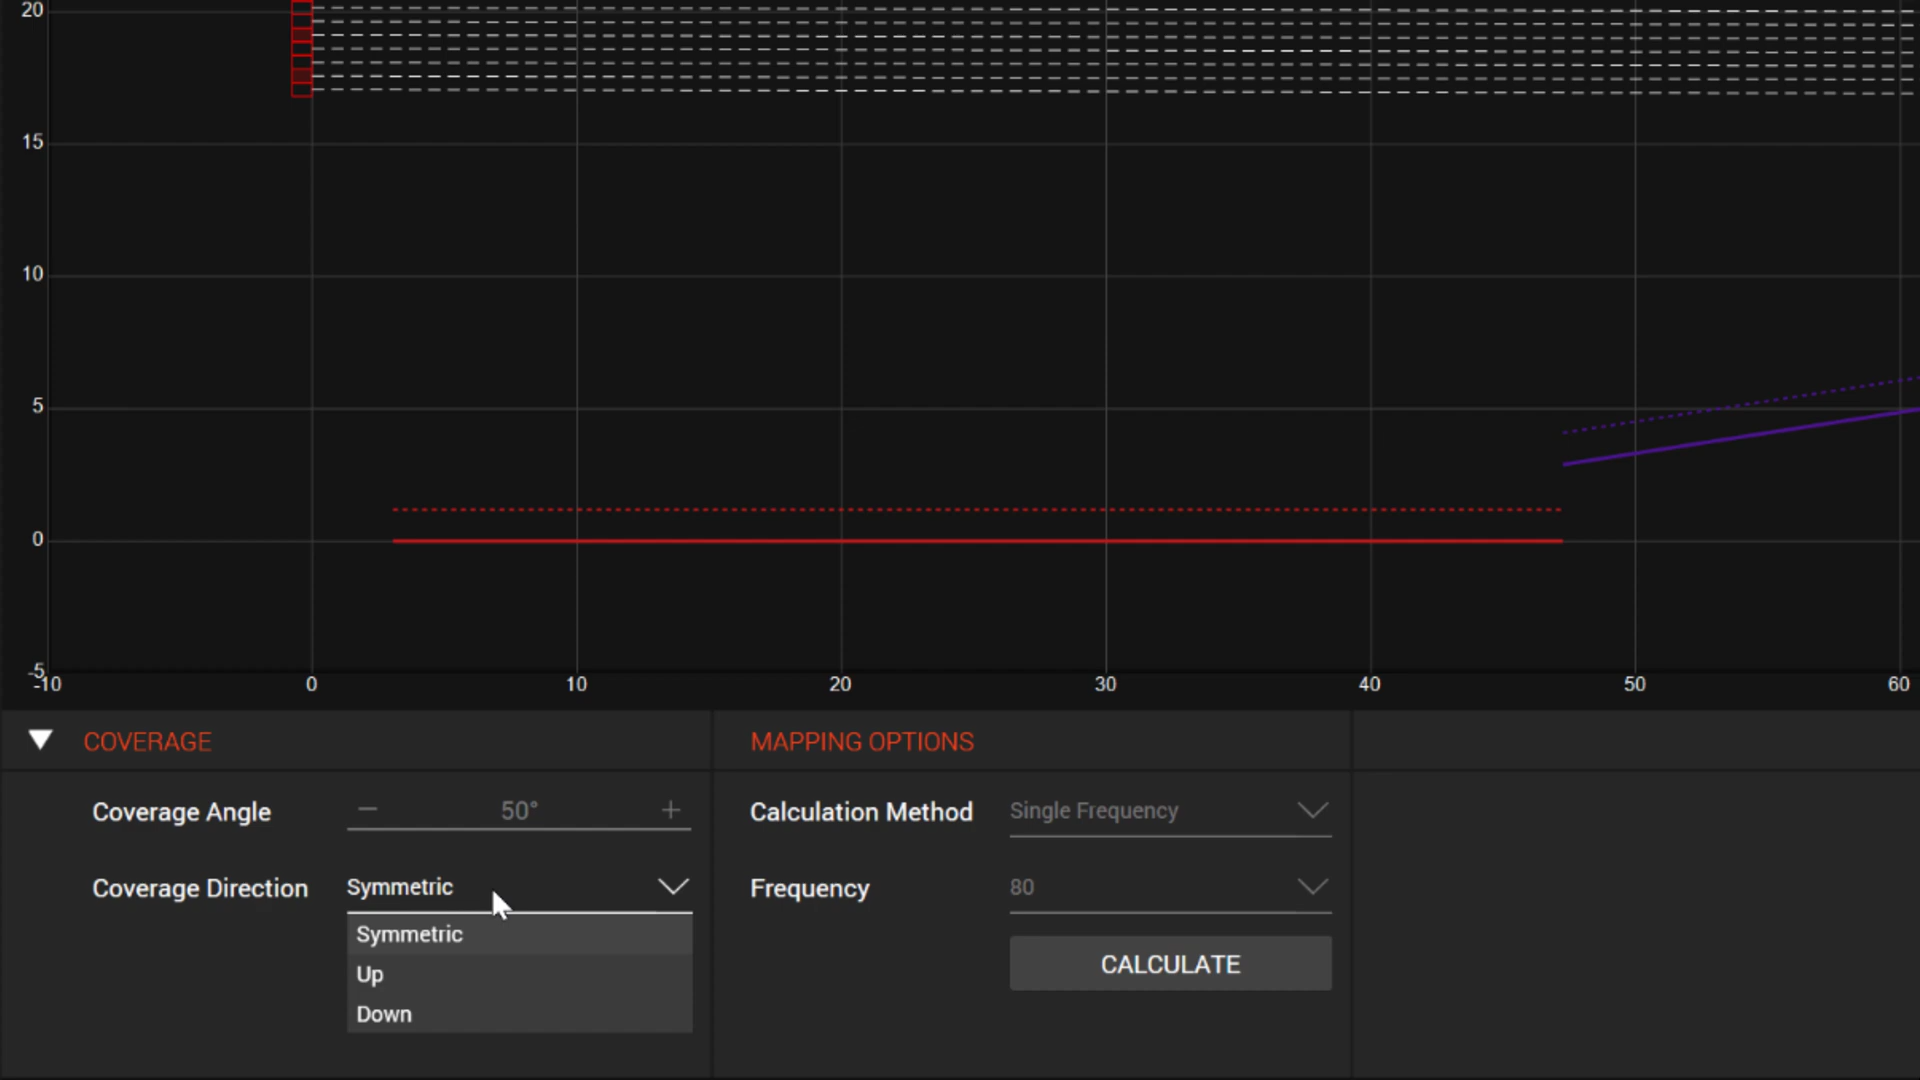 20
15
10
5
0
-5
-10 0 10 20 30 40 50 60
COVERAGE
MAPPING OPTIONS
Coverage Angle − 50° +
Calculation Method Single Frequency
Coverage Direction Symmetric
Frequency 80
Symmetric
Up
Down
CALCULATE